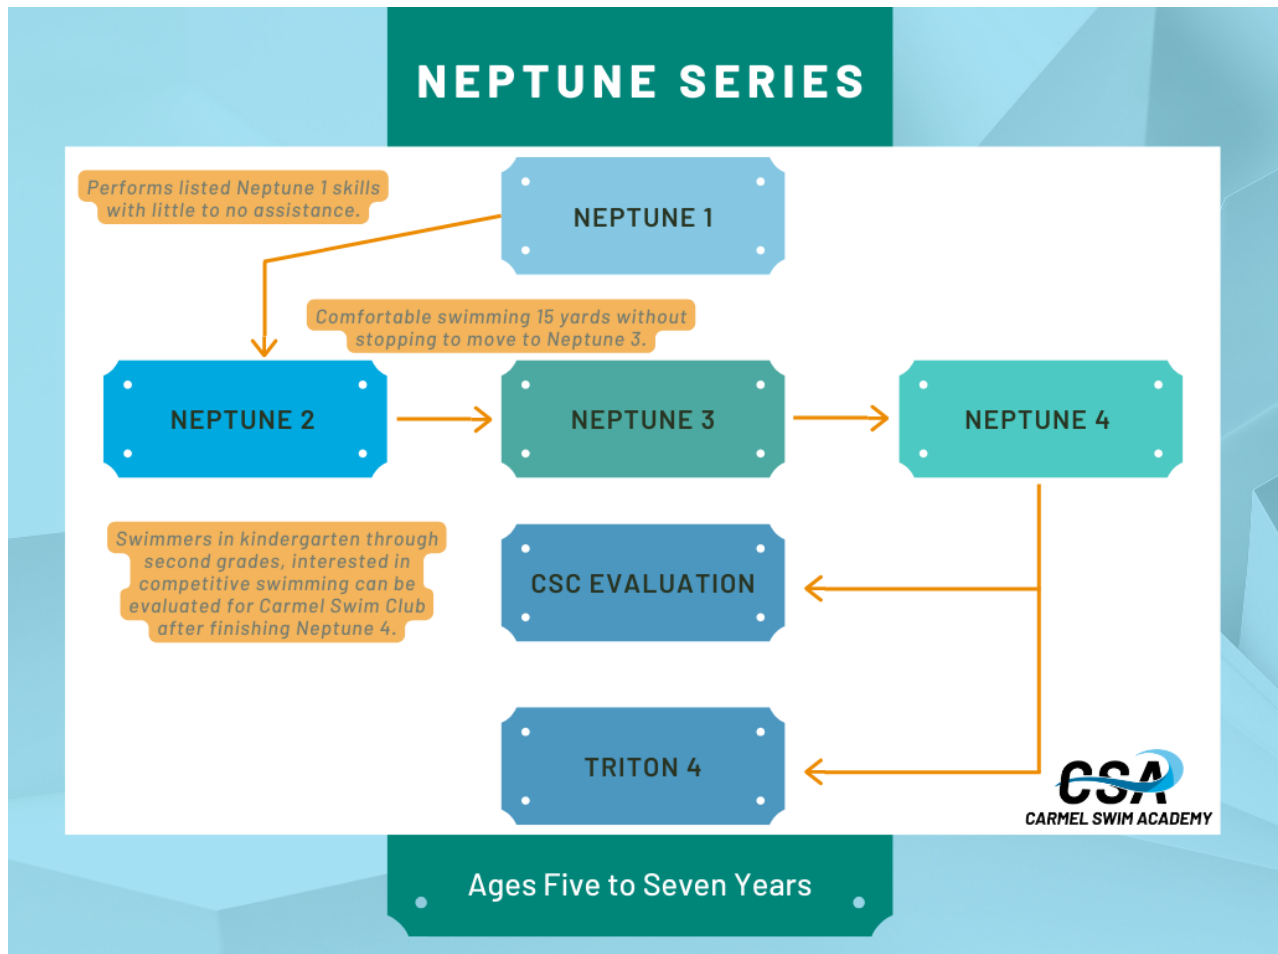 NEPTUNE SERIES
Performs listed Neptune 1 skills
with little to no assistance.
NEPTUNE 1
Comfortable swimming 15 yards without
stopping to move to Neptune 3.
NEPTUNE 2
NEPTUNE 3
NEPTUNE 4
Swimmers in kindergarten through
second grades, interested in
competitive swimming can be
evaluated for Carmel Swim Club
after finishing Neptune 4.
CSC EVALUATION
TRITON 4
CSA
CARMEL SWIM ACADEMY
Ages Five to Seven Years